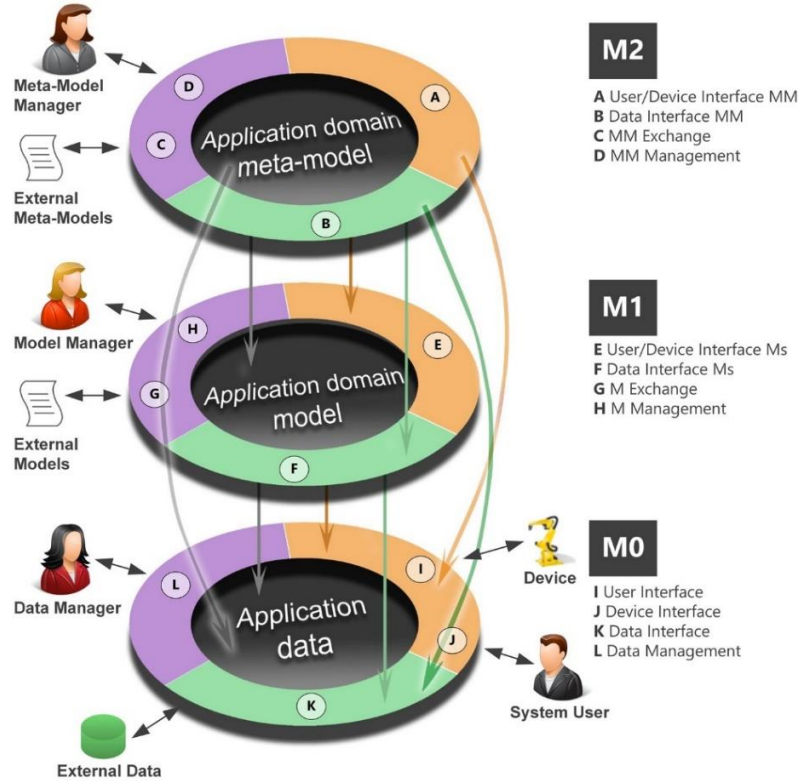 M2
A User/Device Interface MM
B Data Interface MM
C MM Exchange
D MM Management
Meta-Model
Manager
External
Meta-Models
D
A
C
B
Application domain
meta-model
M1
E User/Device Interface Ms
F Data Interface Ms
G M Exchange
H M Management
Model Manager
External
Models
H
E
G
F
Application domain
model
M0
I User Interface
J Device Interface
K Data Interface
L Data Management
Data Manager
External Data
Device
System User
L
I
J
K
Application
data